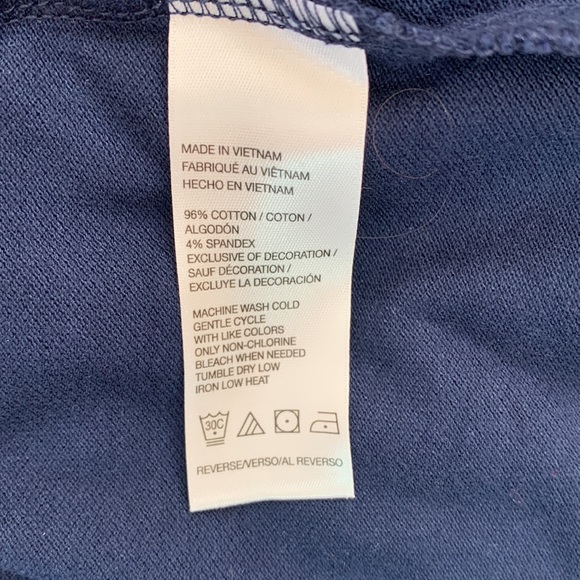 MADE IN VIETNAM
FABRIQUÉ AU VIÊTNAM
HECHO EN VIETNAM
96% COTTON / COTON /
ALGODÓN
4% SPANDEX
EXCLUSIVE OF DECORATION /
SAUF DÉCORATION /
EXCLUYE LA DECORACIÓN
MACHINE WASH COLD
GENTLE CYCLE
WITH LIKE COLORS
ONLY NON-CHLORINE
BLEACH WHEN NEEDED
TUMBLE DRY LOW
IRON LOW HEAT
30C
REVERSE/VERSO/AL REVERSO